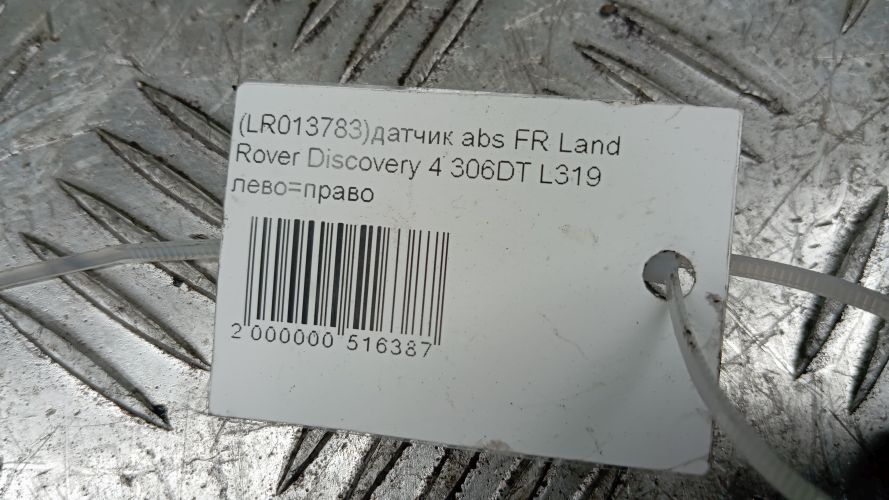 (LR013783)датчик abs FR Land
Rover Discovery 4 306DT L319
лево=право
2 000000 516387